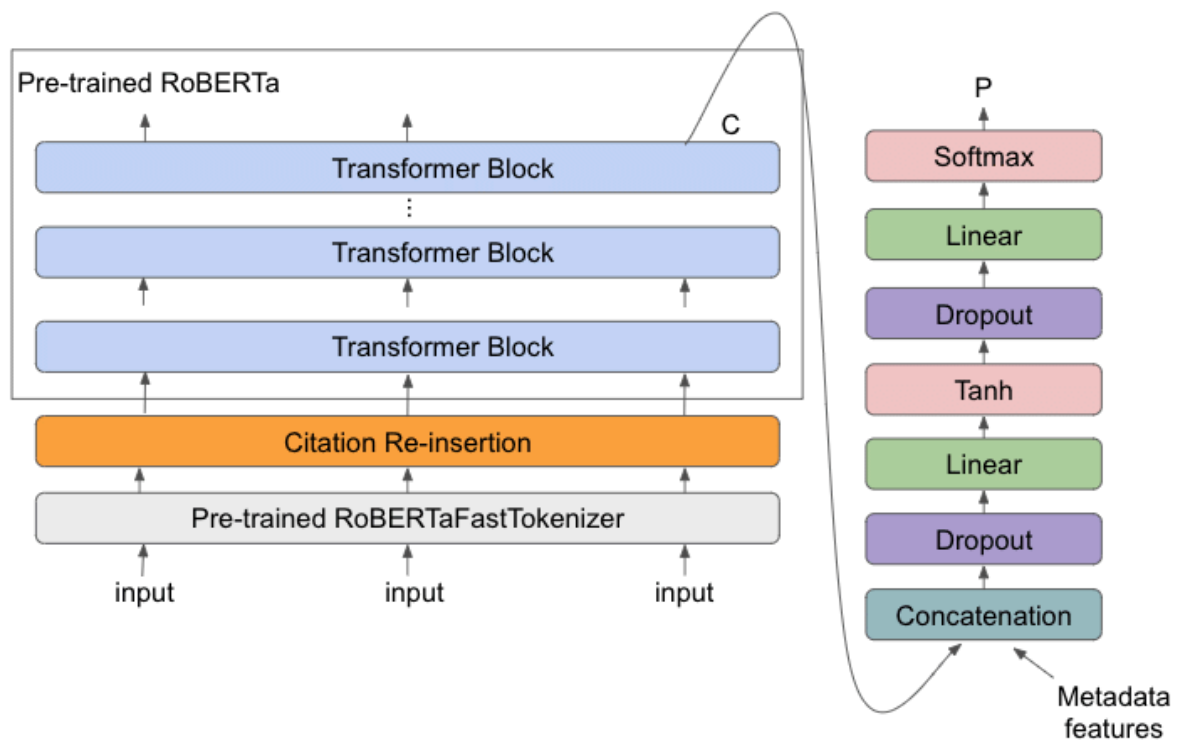 Pre-trained RoBERTa
C
Transformer Block
⋮
Transformer Block
Transformer Block
Citation Re-insertion
Pre-trained RoBERTaFastTokenizer
input input input
P
Softmax
Linear
Dropout
Tanh
Linear
Dropout
Concatenation
Metadata
features